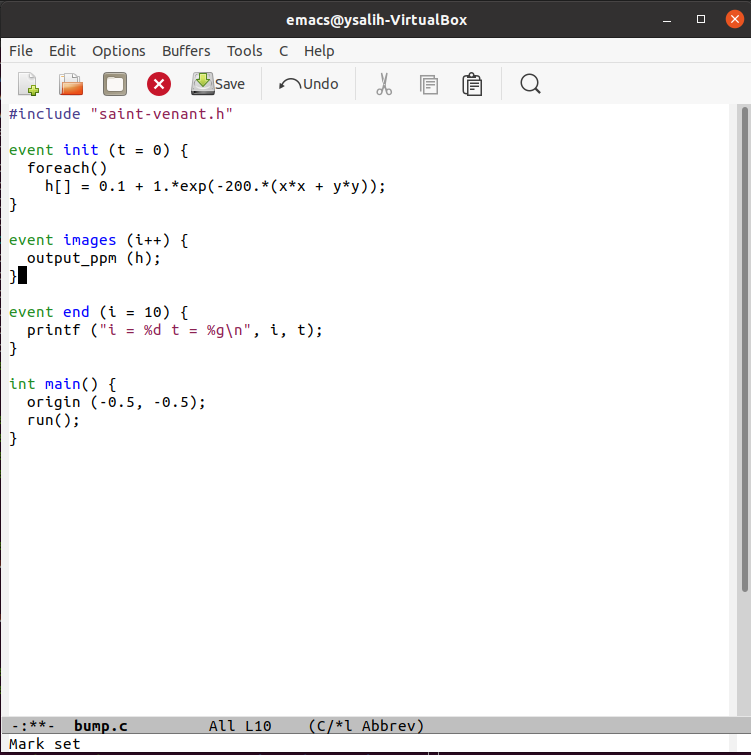 emacs@ysalih-VirtualBox
File Edit Options Buffers Tools C Help
Save Undo
#include "saint-venant.h"

event init (t = 0) {
  foreach()
    h[] = 0.1 + 1.*exp(-200.*(x*x + y*y));
}

event images (i++) {
  output_ppm (h);
}

event end (i = 10) {
  printf ("i = %d t = %g\n", i, t);
}

int main() {
  origin (-0.5, -0.5);
  run();
}
-:**-  bump.c         All L10    (C/*l Abbrev)
Mark set